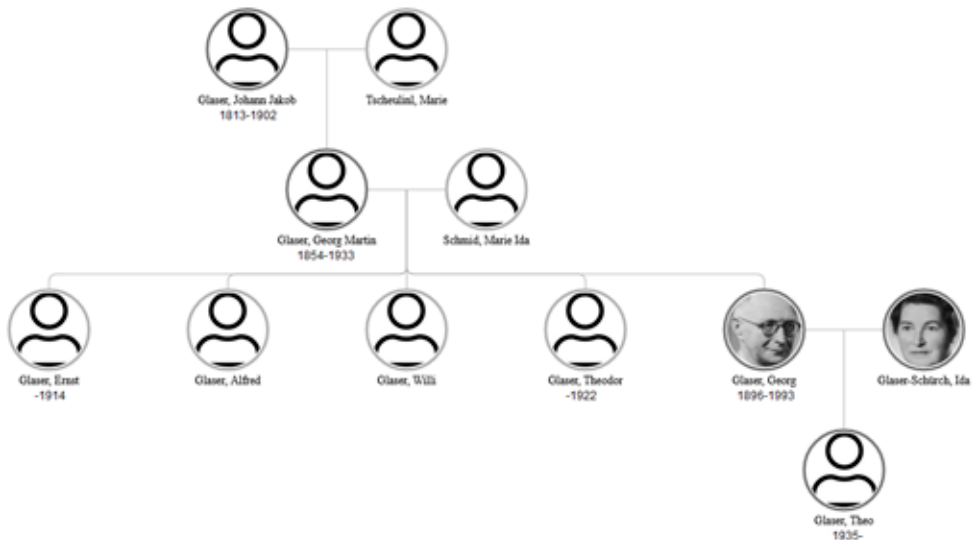 Glaser, Johann Jakob
1813-1902
Tscheulinl, Marie
Glaser, Georg Martin
1854-1933
Schmid, Marie Ida
Glaser, Ernst
-1914
Glaser, Alfred
Glaser, Willi
Glaser, Theodor
-1922
Glaser, Georg
1896-1993
Glaser-Schürch, Ida
Glaser, Theo
1935-